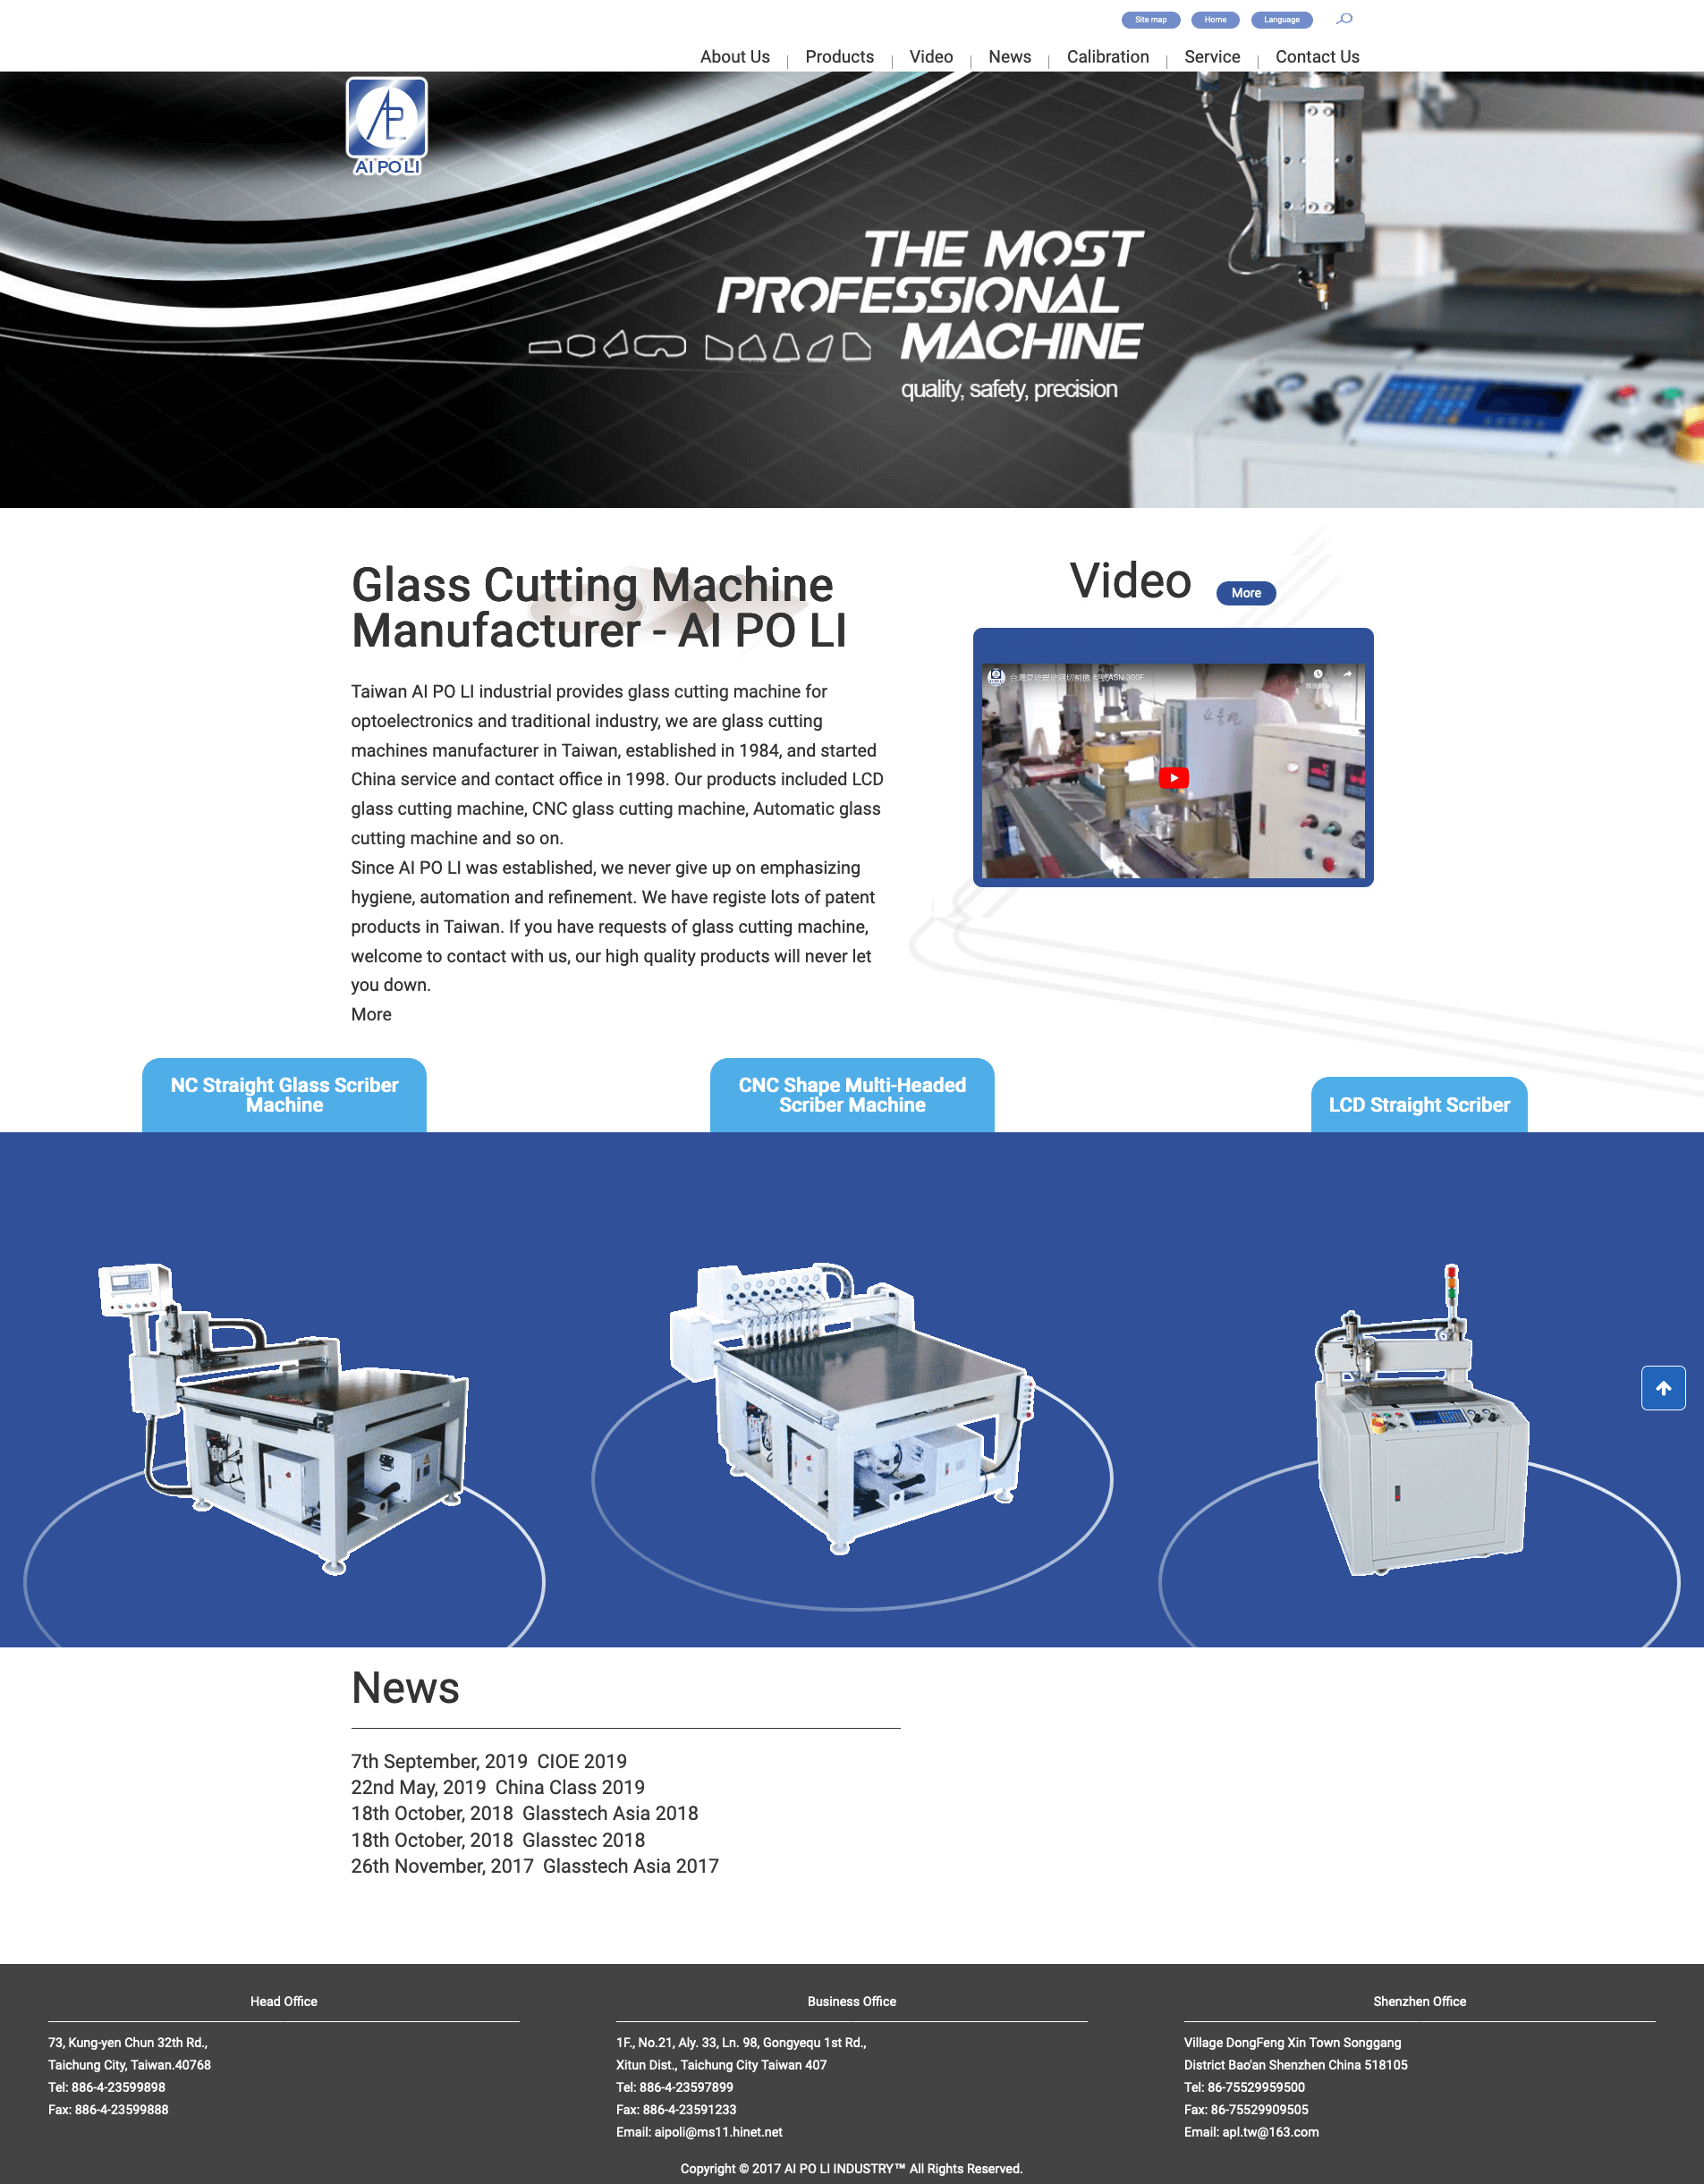 Site map
Home
Language
About Us
Products
Video
News
Calibration
Service
Contact Us
AI PO LI
THE MOST
PROFESSIONAL
MACHINE
quality, safety, precision
Glass Cutting Machine
Manufacturer - AI PO LI
Taiwan AI PO LI industrial provides glass cutting machine for
optoelectronics and traditional industry, we are glass cutting
machines manufacturer in Taiwan, established in 1984, and started
China service and contact office in 1998. Our products included LCD
glass cutting machine, CNC glass cutting machine, Automatic glass
cutting machine and so on.
Since AI PO LI was established, we never give up on emphasizing
hygiene, automation and refinement. We have registe lots of patent
products in Taiwan. If you have requests of glass cutting machine,
welcome to contact with us, our high quality products will never let
you down.
More
Video
More
NC Straight Glass Scriber
Machine
CNC Shape Multi-Headed
Scriber Machine
LCD Straight Scriber
News
7th September, 2019 CIOE 2019
22nd May, 2019 China Class 2019
18th October, 2018 Glasstech Asia 2018
18th October, 2018 Glasstec 2018
26th November, 2017 Glasstech Asia 2017
Head Office
73, Kung-yen Chun 32th Rd.,
Taichung City, Taiwan.40768
Tel: 886-4-23599898
Fax: 886-4-23599888
Business Office
1F., No.21, Aly. 33, Ln. 98, Gongyequ 1st Rd.,
Xitun Dist., Taichung City Taiwan 407
Tel: 886-4-23597899
Fax: 886-4-23591233
Email: aipoli@ms11.hinet.net
Shenzhen Office
Village DongFeng Xin Town Songgang
District Bao'an Shenzhen China 518105
Tel: 86-75529959500
Fax: 86-75529909505
Email: apl.tw@163.com
Copyright © 2017 AI PO LI INDUSTRY™ All Rights Reserved.